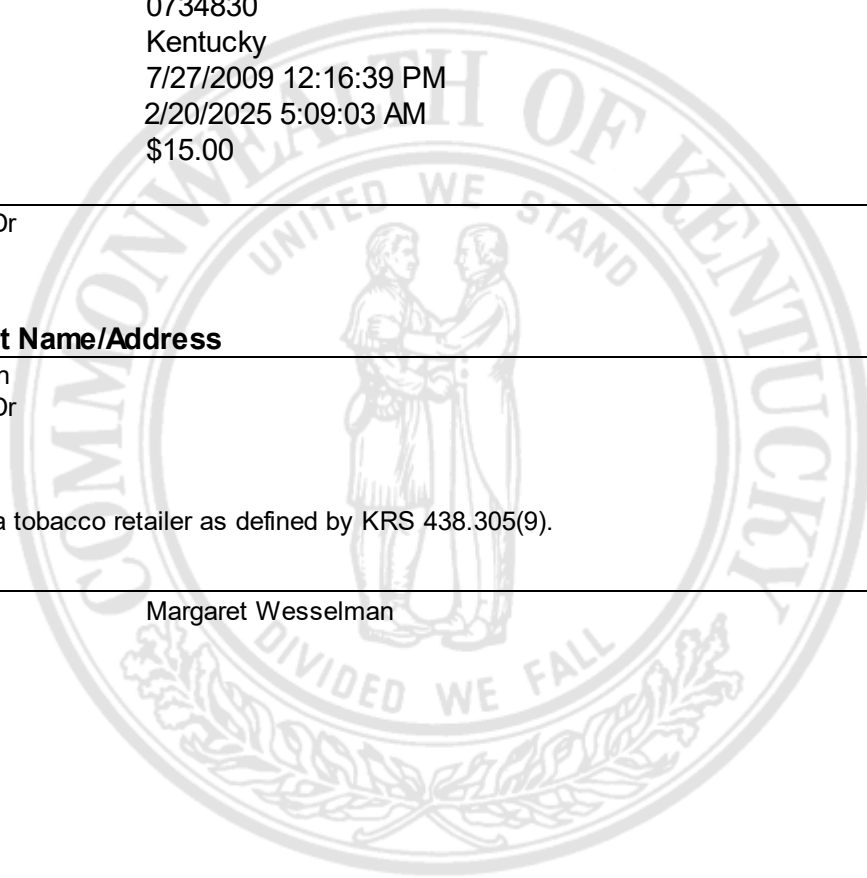 0734830
Kentucky
7/27/2009 12:16:39 PM
2/20/2025 5:09:03 AM
$15.00
Dr
t Name/Address
n
Dr
a tobacco retailer as defined by KRS 438.305(9).
Margaret Wesselman
COMMONWEALTH OF KENTUCKY
UNITED WE STAND
DIVIDED WE FALL